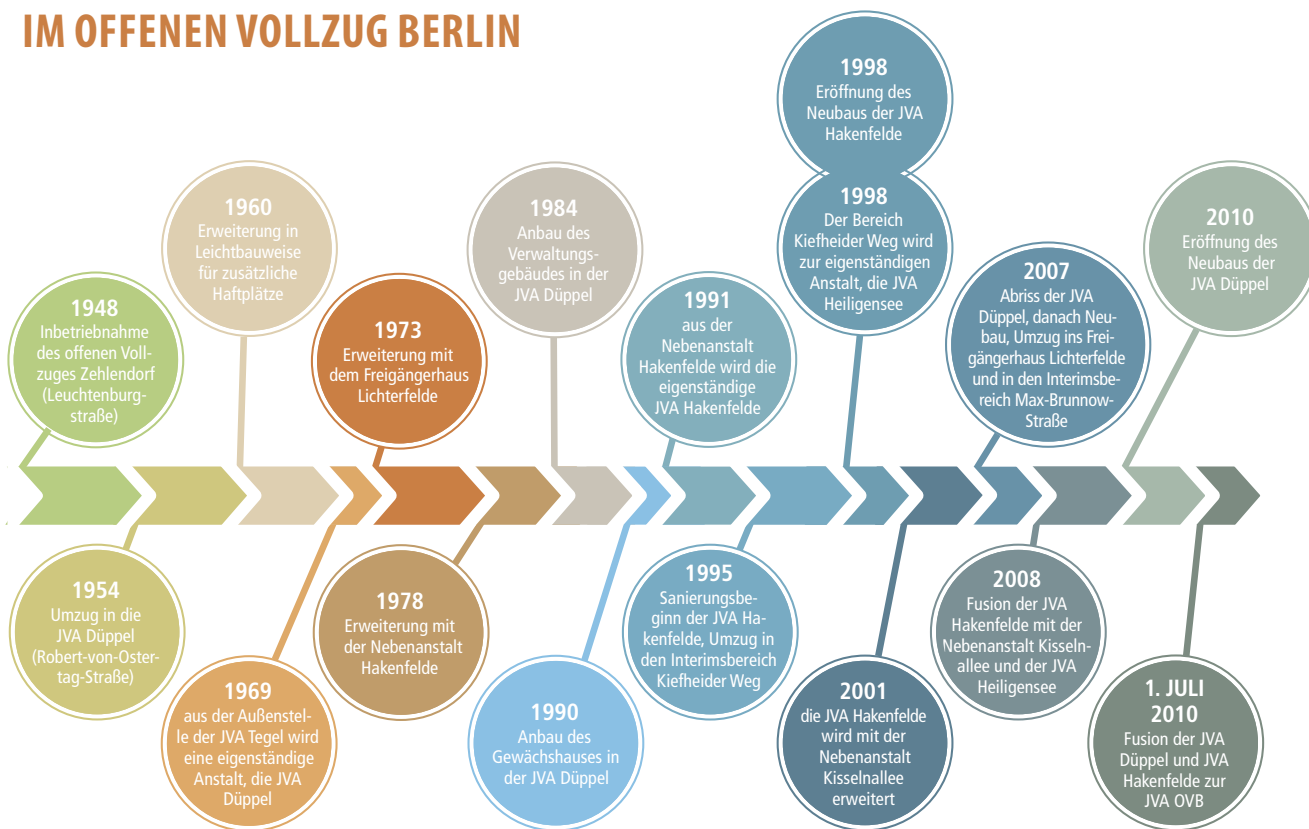 IM OFFENEN VOLLZUG BERLIN
1948
Inbetriebnahme
des offenen Voll-
zuges Zehlendorf
(Leuchtenburg-
straße)
1954
Umzug in die
JVA Düppel
(Robert-von-Oster-
tag-Straße)
1960
Erweiterung in
Leichtbauweise
für zusätzliche
Haftplätze
1969
aus der Außenstel-
le der JVA Tegel wird
eine eigenständige
Anstalt, die JVA
Düppel
1973
Erweiterung mit
dem Freigängerhaus
Lichterfelde
1978
Erweiterung mit
der Nebenanstalt
Hakenfelde
1984
Anbau des
Verwaltungs-
gebäudes in der
JVA Düppel
1990
Anbau des
Gewächshauses in
der JVA Düppel
1991
aus der
Nebenanstalt
Hakenfelde wird die
eigenständige
JVA Hakenfelde
1995
Sanierungsbe-
ginn der JVA Ha-
kenfelde, Umzug in
den Interimsbereich
Kiefheider Weg
1998
Eröffnung des
Neubaus der JVA
Hakenfelde
1998
Der Bereich
Kiefheider Weg wird
zur eigenständigen
Anstalt, die JVA
Heiligensee
2001
die JVA Hakenfelde
wird mit der
Nebenanstalt
Kisselnallee
erweitert
2007
Abriss der JVA
Düppel, danach Neu-
bau, Umzug ins Frei-
gängerhaus Lichterfelde
und in den Interimsbe-
reich Max-Brunnow-
Straße
2008
Fusion der JVA
Hakenfelde mit der
Nebenanstalt Kisseln-
allee und der JVA
Heiligensee
2010
Eröffnung des
Neubaus der
JVA Düppel
1. JULI
2010
Fusion der JVA
Düppel und JVA
Hakenfelde zur
JVA OVB